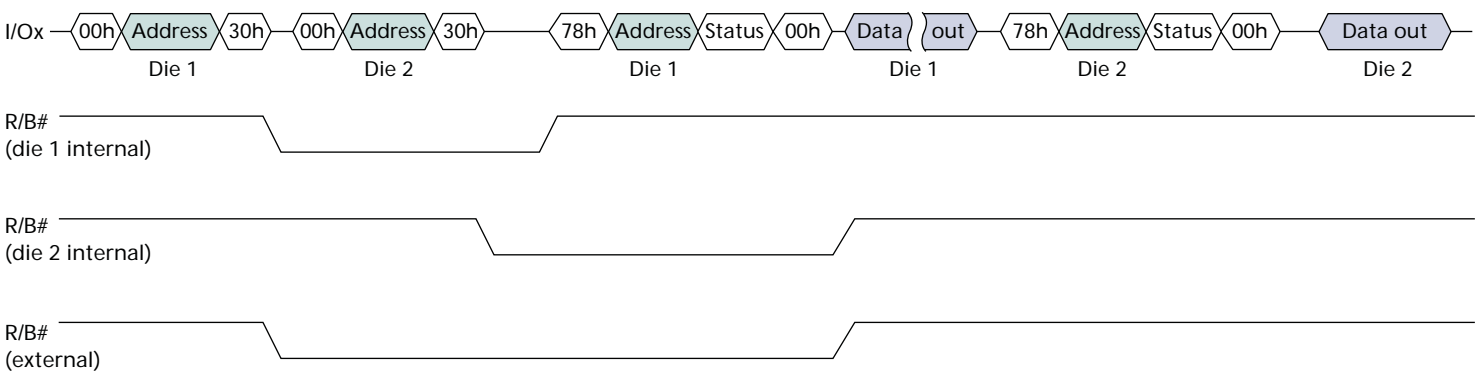 I/Ox 00h Address 30h 00h Address 30h 78h Address Status 00h Data out 78h Address Status 00h Data out
Die 1 Die 2 Die 1 Die 1 Die 2 Die 2
R/B#
(die 1 internal)
R/B#
(die 2 internal)
R/B#
(external)